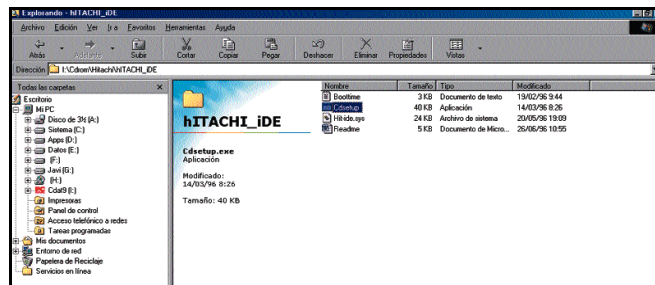 Explorando - hITACHI_iDE
Archivo Edición Ver Ir a Favoritos Herramientas Ayuda
Atrás Adelante Subir Cortar Copiar Pegar Deshacer Eliminar Propiedades Vistas
Dirección I:\Cdrom\Hitachi\hITACHI_iDE
Todas las carpetas
Escritorio
Mi PC
Disco de 3½ (A:)
Sistema (C:)
Apps (D:)
Datos (E:)
(F:)
Javi (G:)
(H:)
Cdat9 (I:)
Impresoras
Panel de control
Acceso telefónico a redes
Tareas programadas
Mis documentos
Entorno de red
Papelera de Reciclaje
Servicios en línea
hITACHI_iDE
Cdsetup.exe
Aplicación
Modificado:
14/03/96 8:26
Tamaño: 40 KB
Nombre Tamaño Tipo Modificado
Boottime 3 KB Documento de texto 19/02/96 9:44
Cdsetup 40 KB Aplicación 14/03/96 8:26
Hit-ide.sys 24 KB Archivo de sistema 20/05/96 19:09
Readme 5 KB Documento de Micro... 26/06/96 10:55